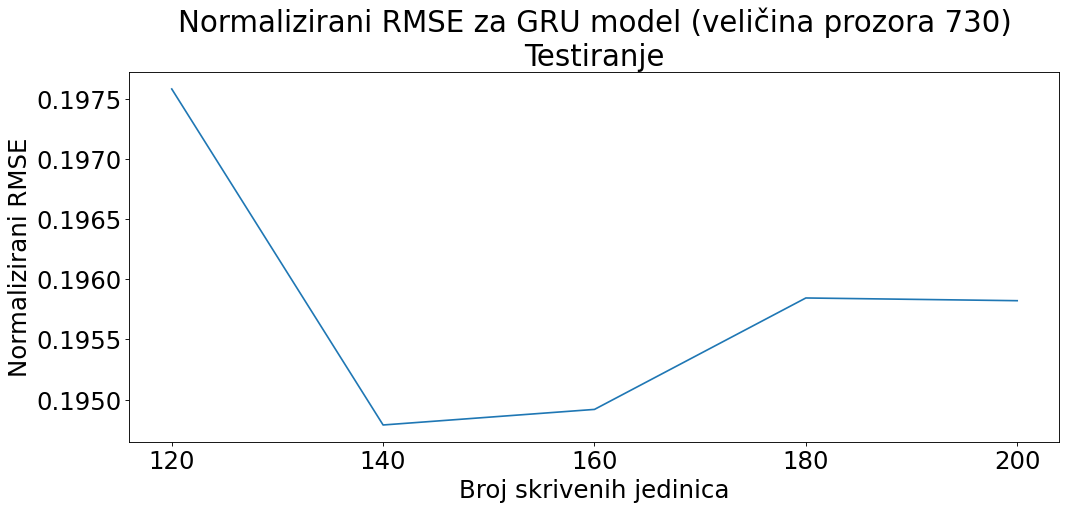 Normalizirani RMSE za GRU model (veličina prozora 730)
Testiranje
Normalizirani RMSE
0.1975
0.1970
0.1965
0.1960
0.1955
0.1950
120 140 160 180 200
Broj skrivenih jedinica